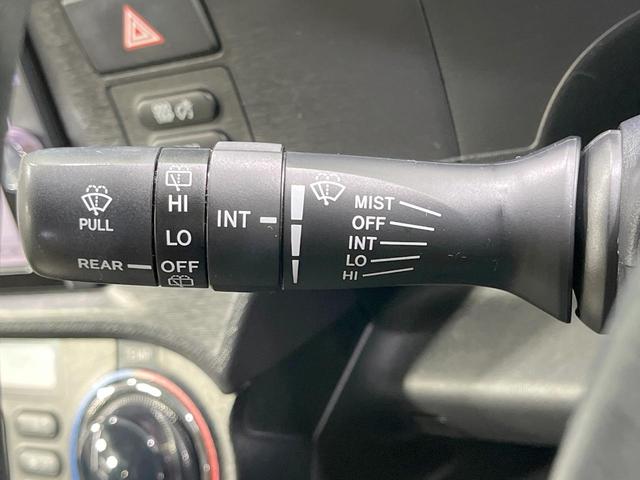 PULL
REAR
HI
LO
OFF
INT
MIST
OFF
INT
LO
HI